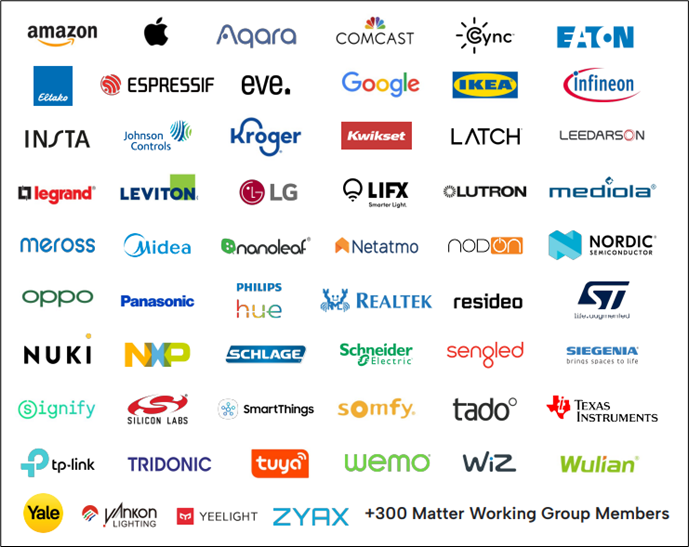 amazon
Aqara
COMCAST
Cync
EATON
Eltako
ESPRESSIF
eve.
Google
IKEA
infineon
INSTA
Johnson
Controls
Kroger
Kwikset
LATCH
LEEDARSON
legrand
LEVITON
LG
LIFX
Smarter Light.
LUTRON
mediola
meross
Midea
nanoleaf
Netatmo
NODON
NORDIC
SEMICONDUCTOR
oppo
Panasonic
PHILIPS
hue
REALTEK
resideo
ST
life.augmented
NUKI
NXP
SCHLAGE
Schneider
Electric
sengled
SIEGENIA
brings spaces to life
Signify
SILICON LABS
SmartThings
somfy
tado°
TEXAS
INSTRUMENTS
tp-link
TRIDONIC
tuya
wemo
WiZ
Wulian
Yale
Yankon
LIGHTING
YEELIGHT
ZYAX
+300 Matter Working Group Members